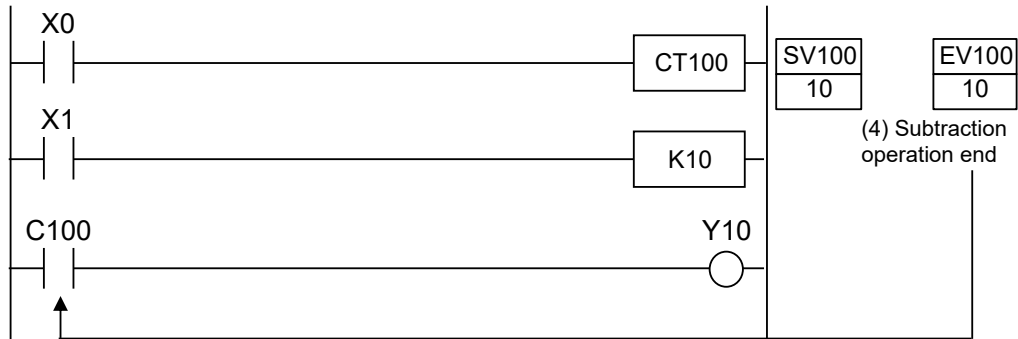 X0
CT100
SV100
EV100
10
10
X1
(4) Subtraction
operation end
K10
C100
Y10